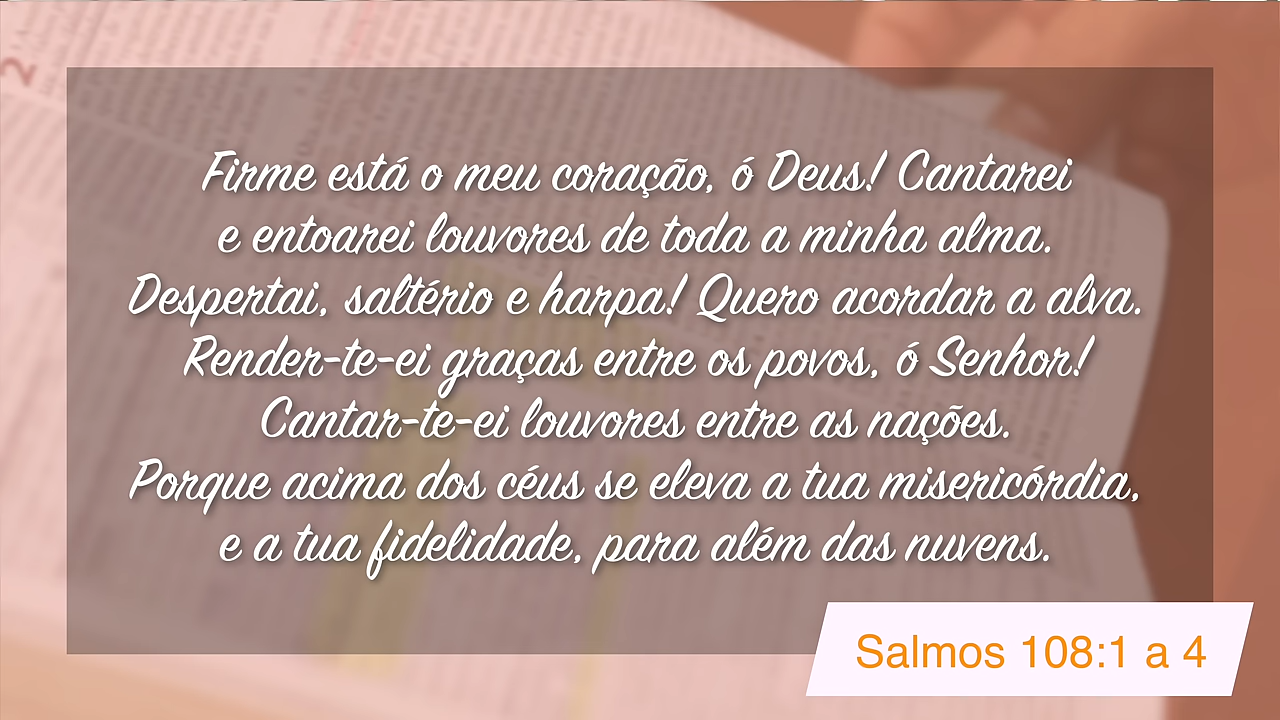 Firme está o meu coração, ó Deus! Cantarei
e entoarei louvores de toda a minha alma.
Despertai, saltério e harpa! Quero acordar a alva.
Render-te-ei graças entre os povos, ó Senhor!
Cantar-te-ei louvores entre as nações.
Porque acima dos céus se eleva a tua misericórdia,
e a tua fidelidade, para além das nuvens.
Salmos 108:1 a 4